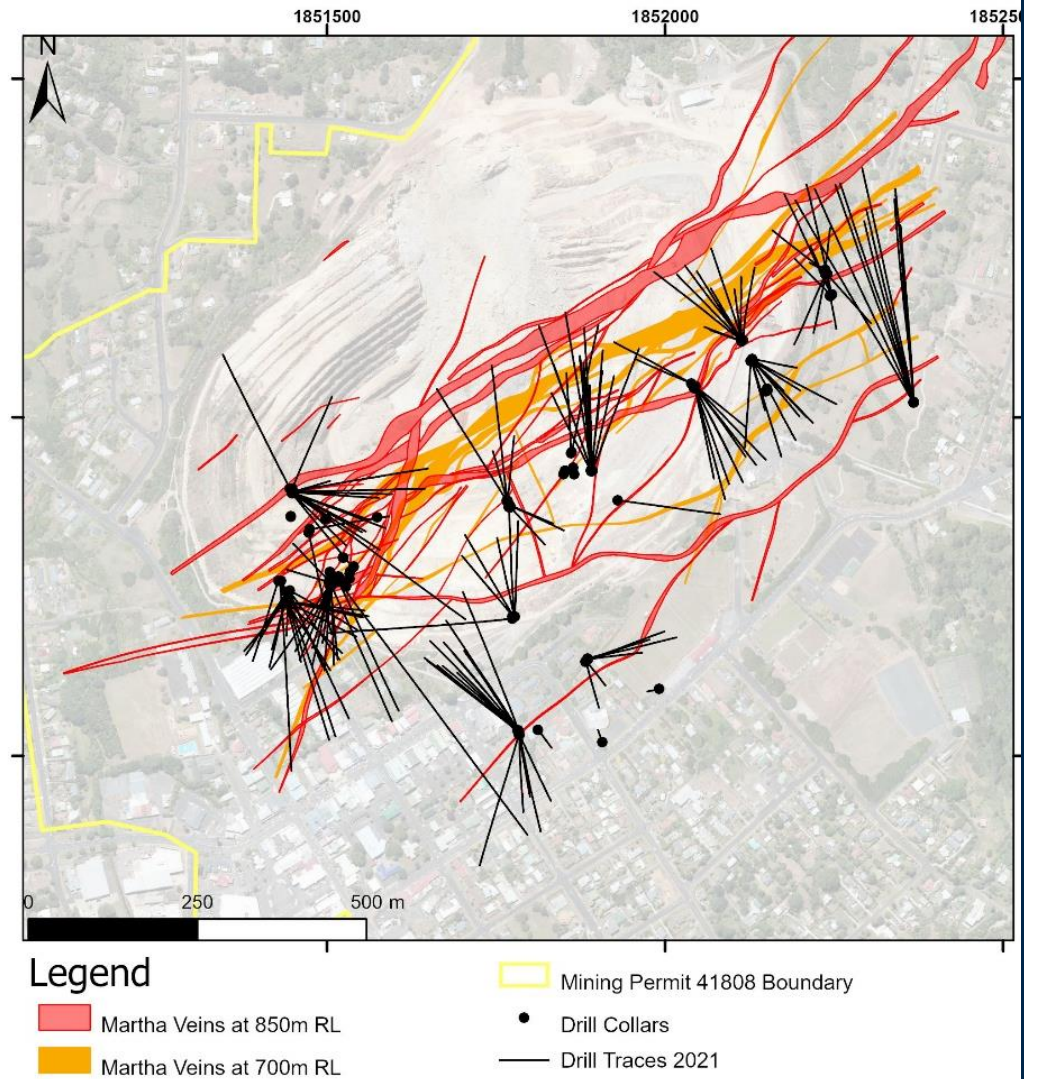 1851500 1852000 185250
N
0 250 500 m
Legend
Mining Permit 41808 Boundary
Martha Veins at 850m RL
Drill Collars
Martha Veins at 700m RL
Drill Traces 2021